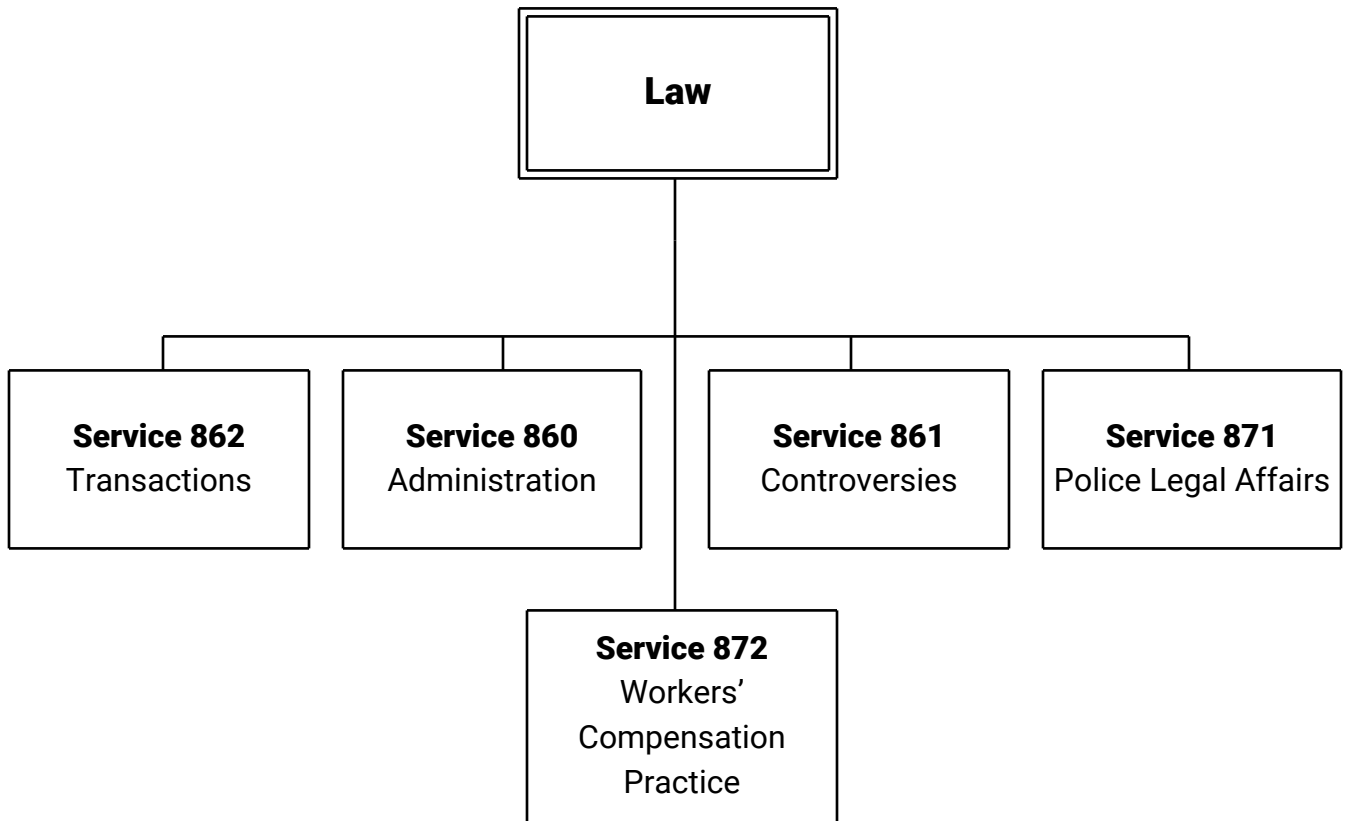 Law
Service 862
Transactions
Service 860
Administration
Service 861
Controversies
Service 871
Police Legal Affairs
Service 872
Workers’
Compensation
Practice